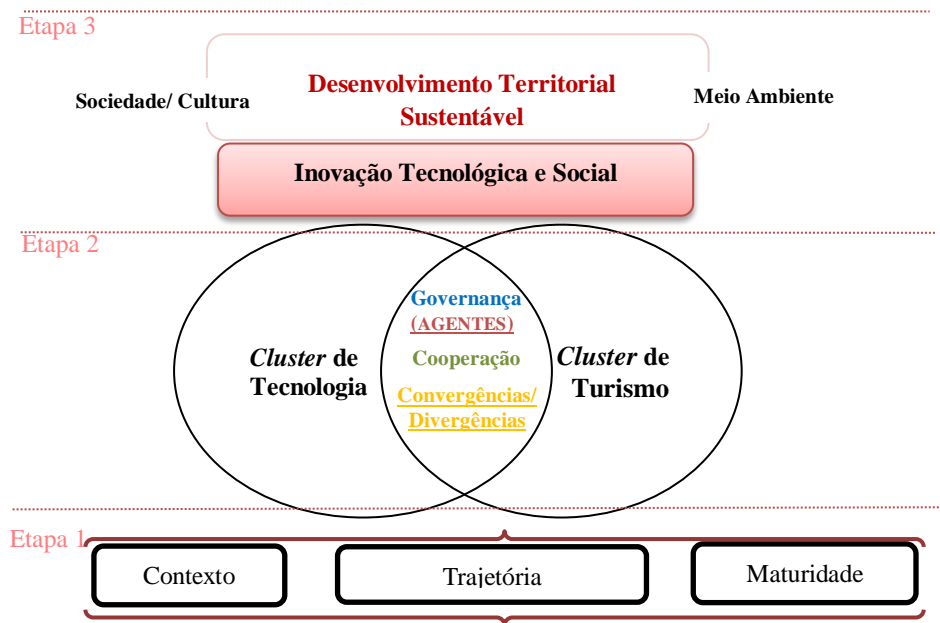 Etapa 3
Desenvolvimento Territorial
Sustentável
Sociedade/ Cultura
Meio Ambiente
Inovação Tecnológica e Social
Etapa 2
Governança
(AGENTES)
Cooperação
Convergências/
Divergências
Cluster de
Tecnologia
Cluster de
Turismo
Etapa 1
Contexto
Trajetória
Maturidade